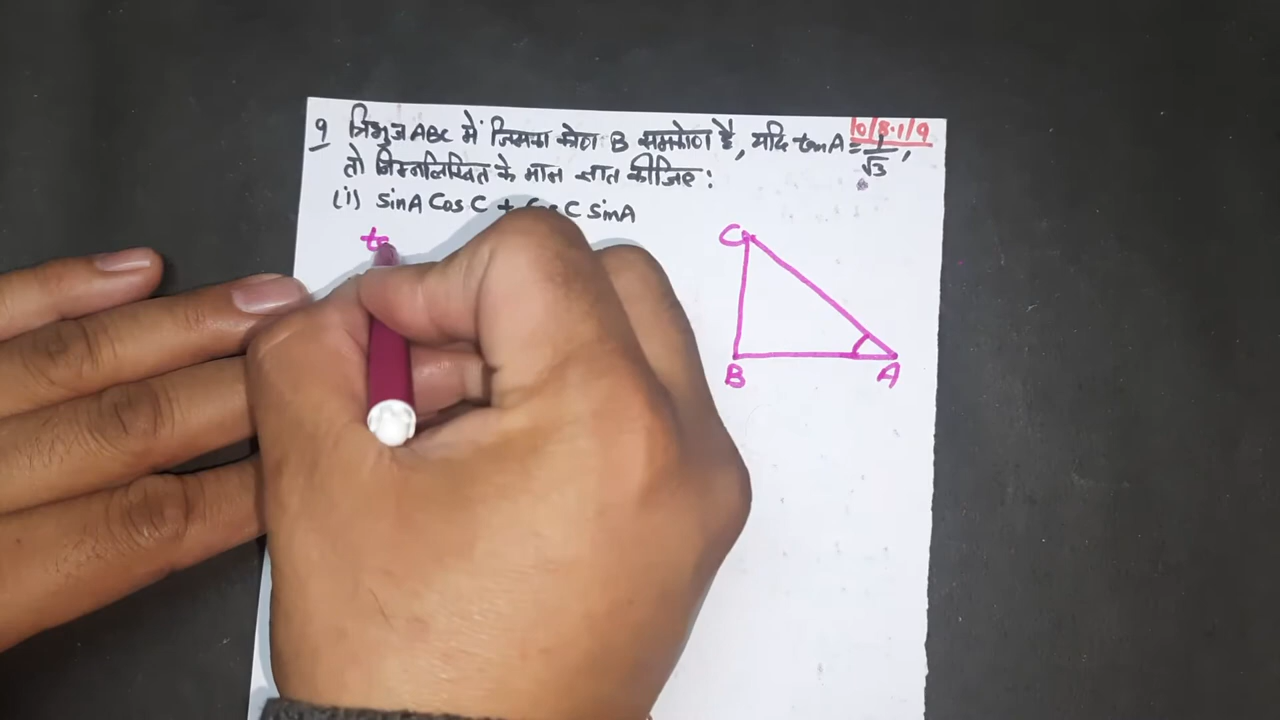 10/8.1/9
9 त्रिभुज ABC में जिसका कोण B समकोण है, यदि tanA = 1/√3,
तो निम्नलिखित के मान ज्ञात कीजिए:
(i) sinA Cos C + C sinA
C
B A